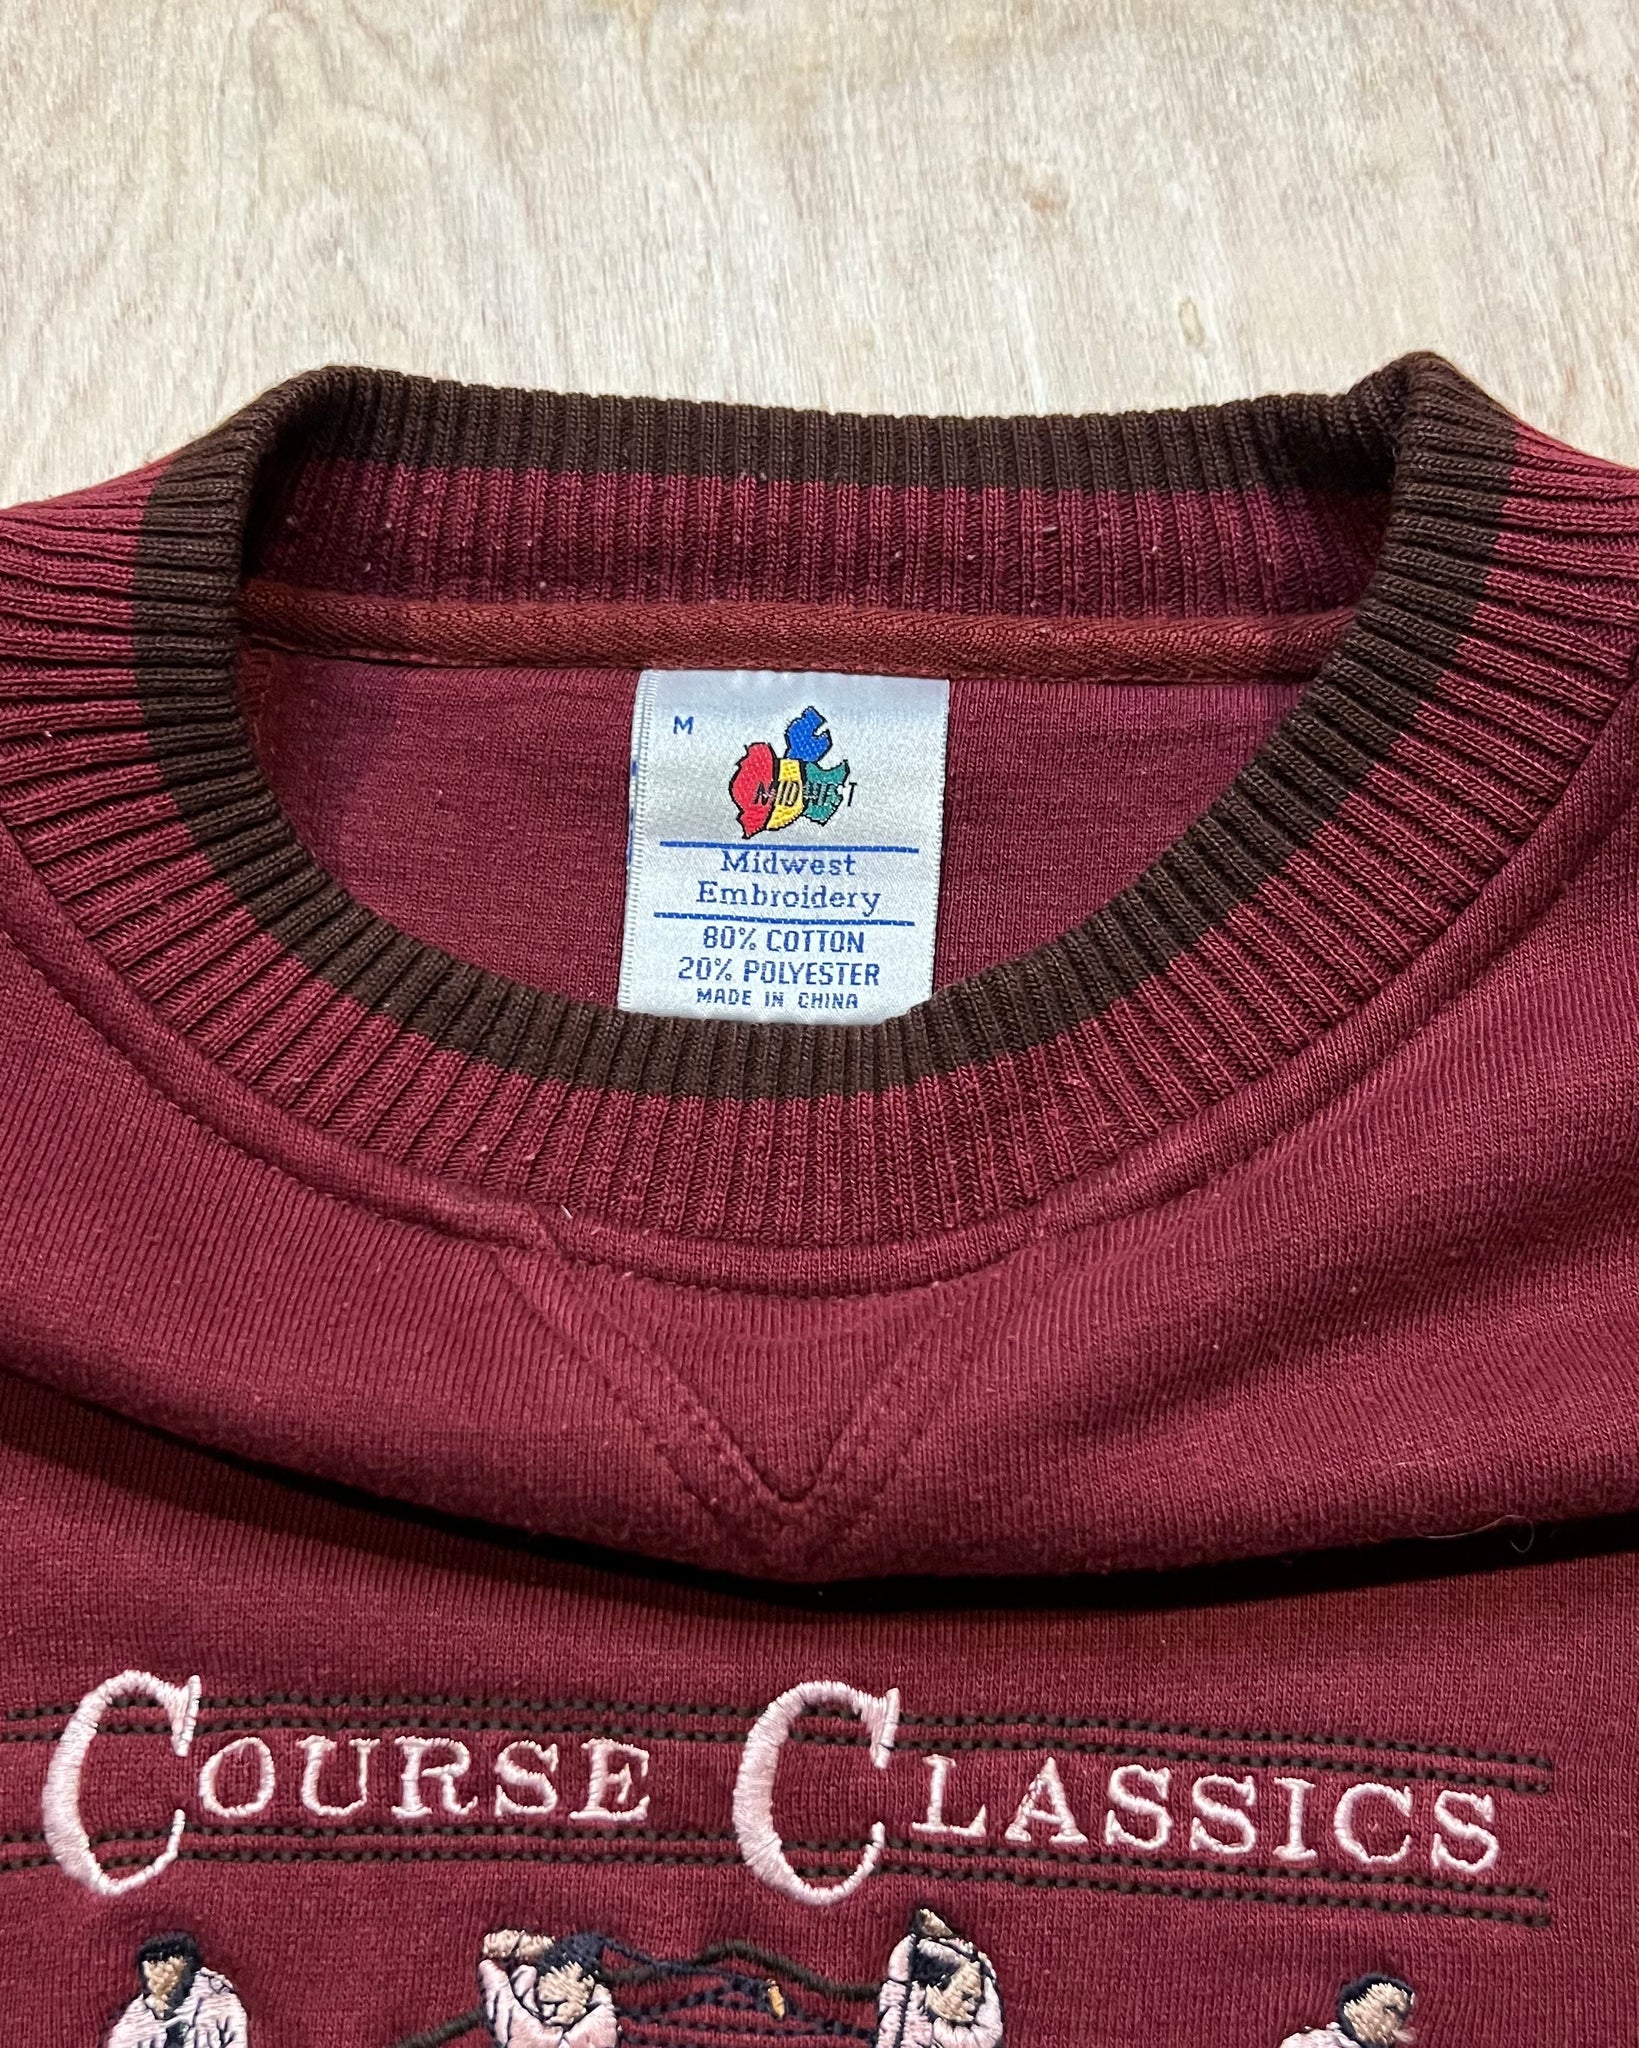 M
MIDWEST
Midwest
Embroidery
80% COTTON
20% POLYESTER
MADE IN CHINA
COURSE CLASSICS